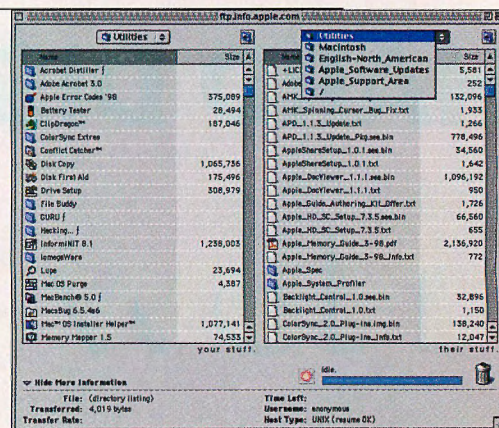 ftp.info.apple.com
Utilities
Name Size
Acrobat Distiller ƒ
Adobe Acrobat 3.0
Apple Error Codes '98 375,089
Battery Tester 28,494
ClipDragon™ 187,046
ColorSync Extras
Conflict Catcher™
Disk Copy 1,065,736
Disk First Aid 175,496
Drive Setup 308,979
File Buddy
GURU ƒ
Hacking... ƒ
InformINIT 8.1 1,238,003
IomegaWare
Lupe 23,694
Mac OS Purge 4,387
MacBench® 5.0 ƒ
MacsBug 6.5.4a6
Mac™ OS Installer Helper™ 1,077,141
Memory Mapper 1.5 74,533
your stuff.
Utilities
Macintosh
English-North_American
Apple_Software_Updates
Apple_Support_Area
/
Size
5,581
252
132,096
AMK_Spinning_Cursor_Bug_Fix.txt 1,933
APD_1.1.3_Update.txt 1,266
APD_1.1.3_Update_Pkg.sea.bin 778,496
AppleShareSetup_1.0.1.sea.bin 34,560
AppleShareSetup_1.0.1.txt 1,642
Apple_DocViewer_1.1.1.sea.bin 1,096,192
Apple_DocViewer_1.1.1.txt 950
Apple_Guide_Authoring_Kit_Offer.txt 1,726
Apple_HD_SC_Setup_7.3.5.sea.bin 66,560
Apple_HD_SC_Setup_7.3.5.txt 655
Apple_Memory_Guide_3-98.pdf 2,136,920
Apple_Memory_Guide_3-98_Info.txt 772
Apple_Spec
Apple_System_Profiler
Backlight_Control_1.0.sea.bin 32,896
Backlight_Control_1.0.txt 1,150
ColorSync_2.0_Plug-ins.img.bin 138,240
ColorSync_2.0_Plug-ins_Info.txt 12,047
their stuff.
idle.
Hide More Information
File: (directory listing)
Transferred: 4,019 bytes
Transfer Rate:
Time Left:
Username: anonymous
Host Type: UNIX (resume OK)